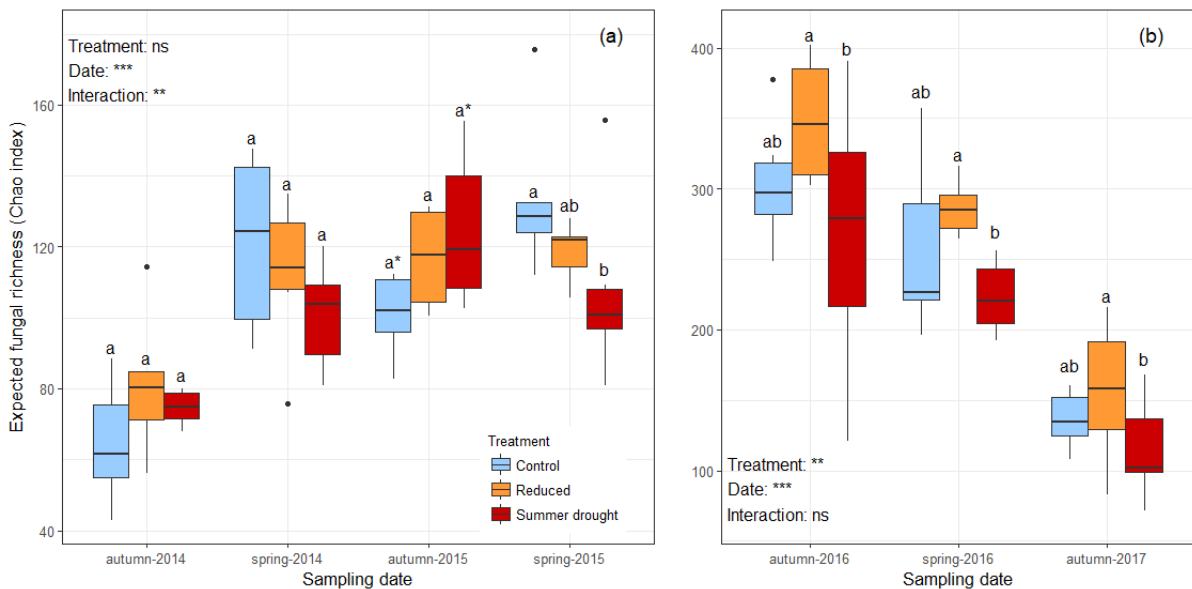 (a)
Treatment: ns
Date: ***
Interaction: **
Expected fungal richness (Chao index)
160
120
80
40
a
a
a
a
a
a
a*
a
a*
a
ab
b
Treatment
Control
Reduced
Summer drought
autumn-2014
spring-2014
autumn-2015
spring-2015
Sampling date
(b)
400
300
200
100
ab
a
b
ab
a
b
ab
a
b
Treatment: **
Date: ***
Interaction: ns
autumn-2016
spring-2016
autumn-2017
Sampling date